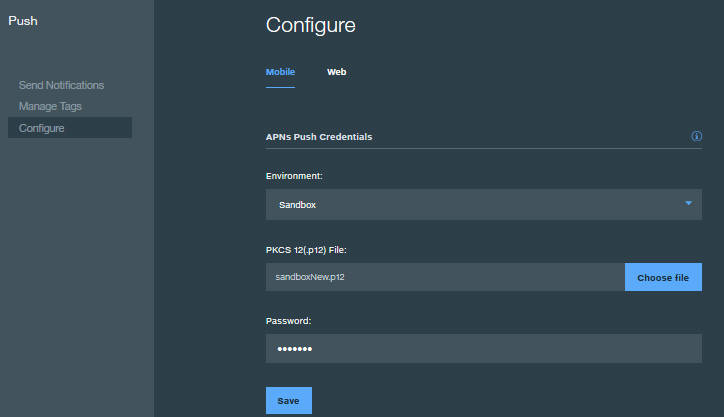 Push
Send Notifications
Manage Tags
Configure
Configure
Mobile
Web
APNs Push Credentials
Environment:
Sandbox
PKCS 12(.p12) File:
sandboxNew.p12
Choose file
Password:
•••••••
Save